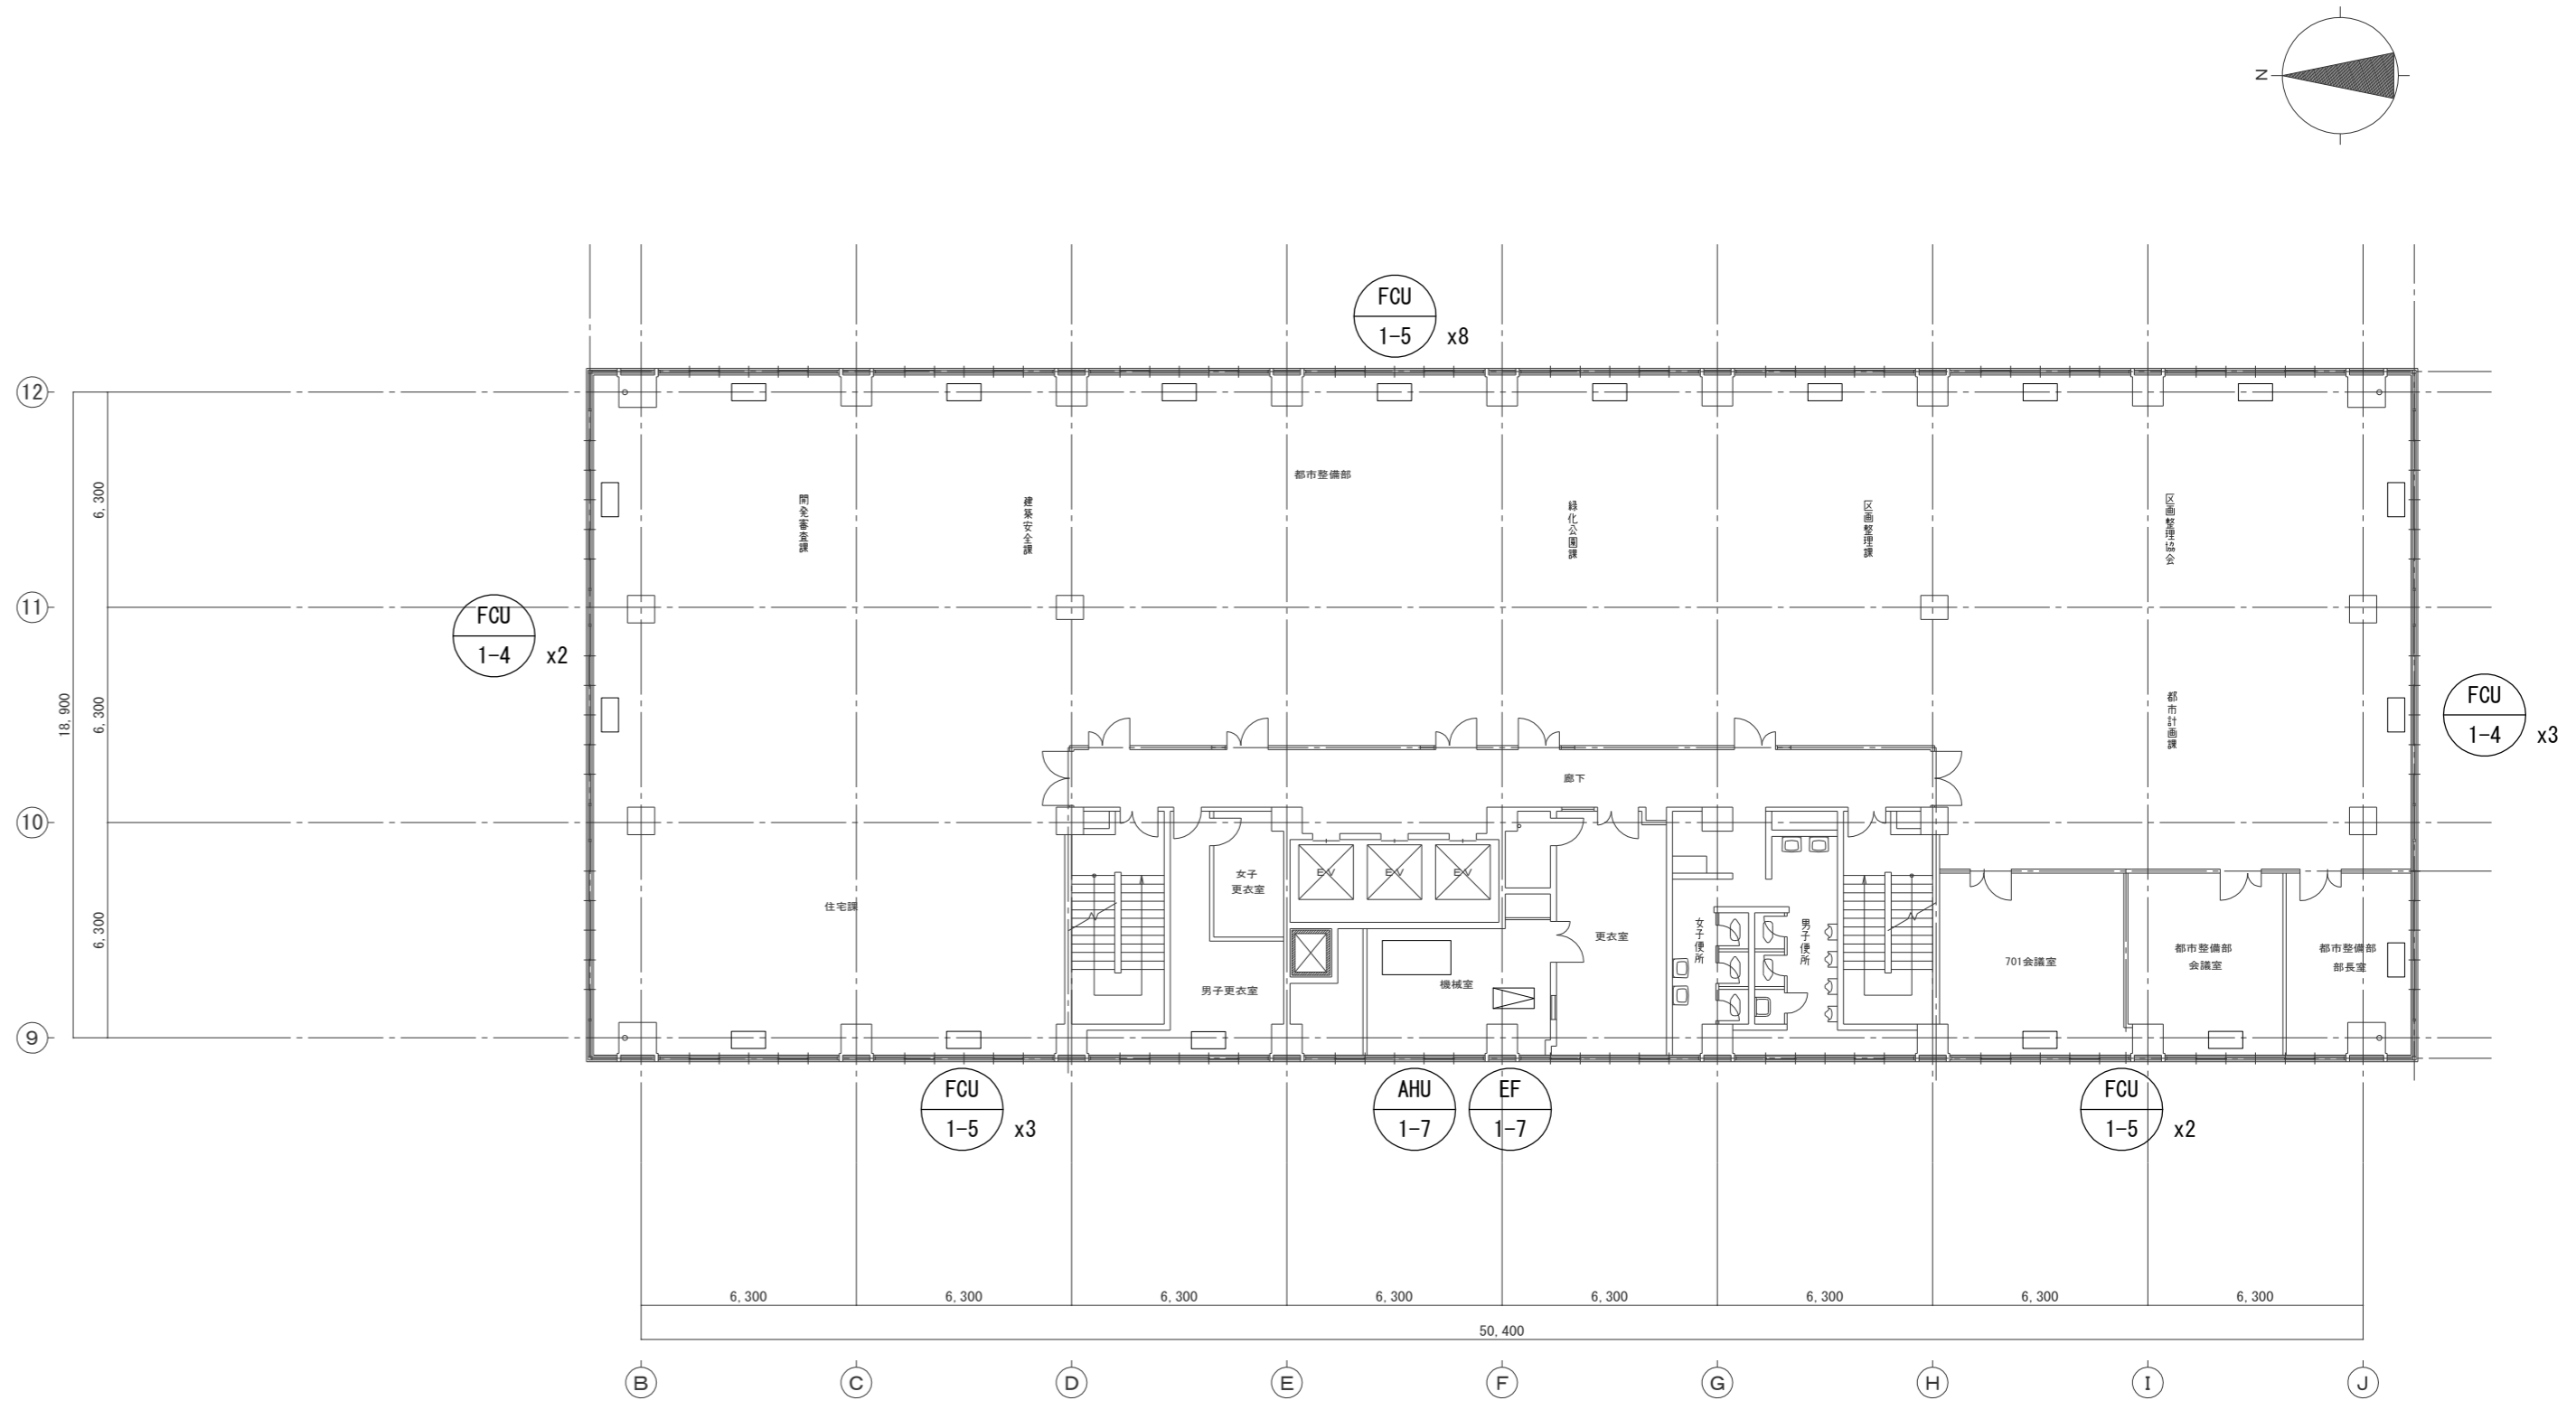 N
FCU
1-5 x8
12
11
10
9
6,300
6,300
6,300
18,900
都市整備部
開発審査課
建築安全課
緑化公園課
区画整理課
区画整理協会
FCU
1-4 x2
都市計画課
FCU
1-4 x3
廊下
住宅課
女子
更衣室
男子更衣室
EV
EV
EV
機械室
更衣室
女子便所
男子便所
701会議室
都市整備部
会議室
都市整備部
部長室
FCU
1-5 x3
AHU
1-7
EF
1-7
FCU
1-5 x2
6,300 6,300 6,300 6,300 6,300 6,300 6,300 6,300
50,400
B C D E F G H I J